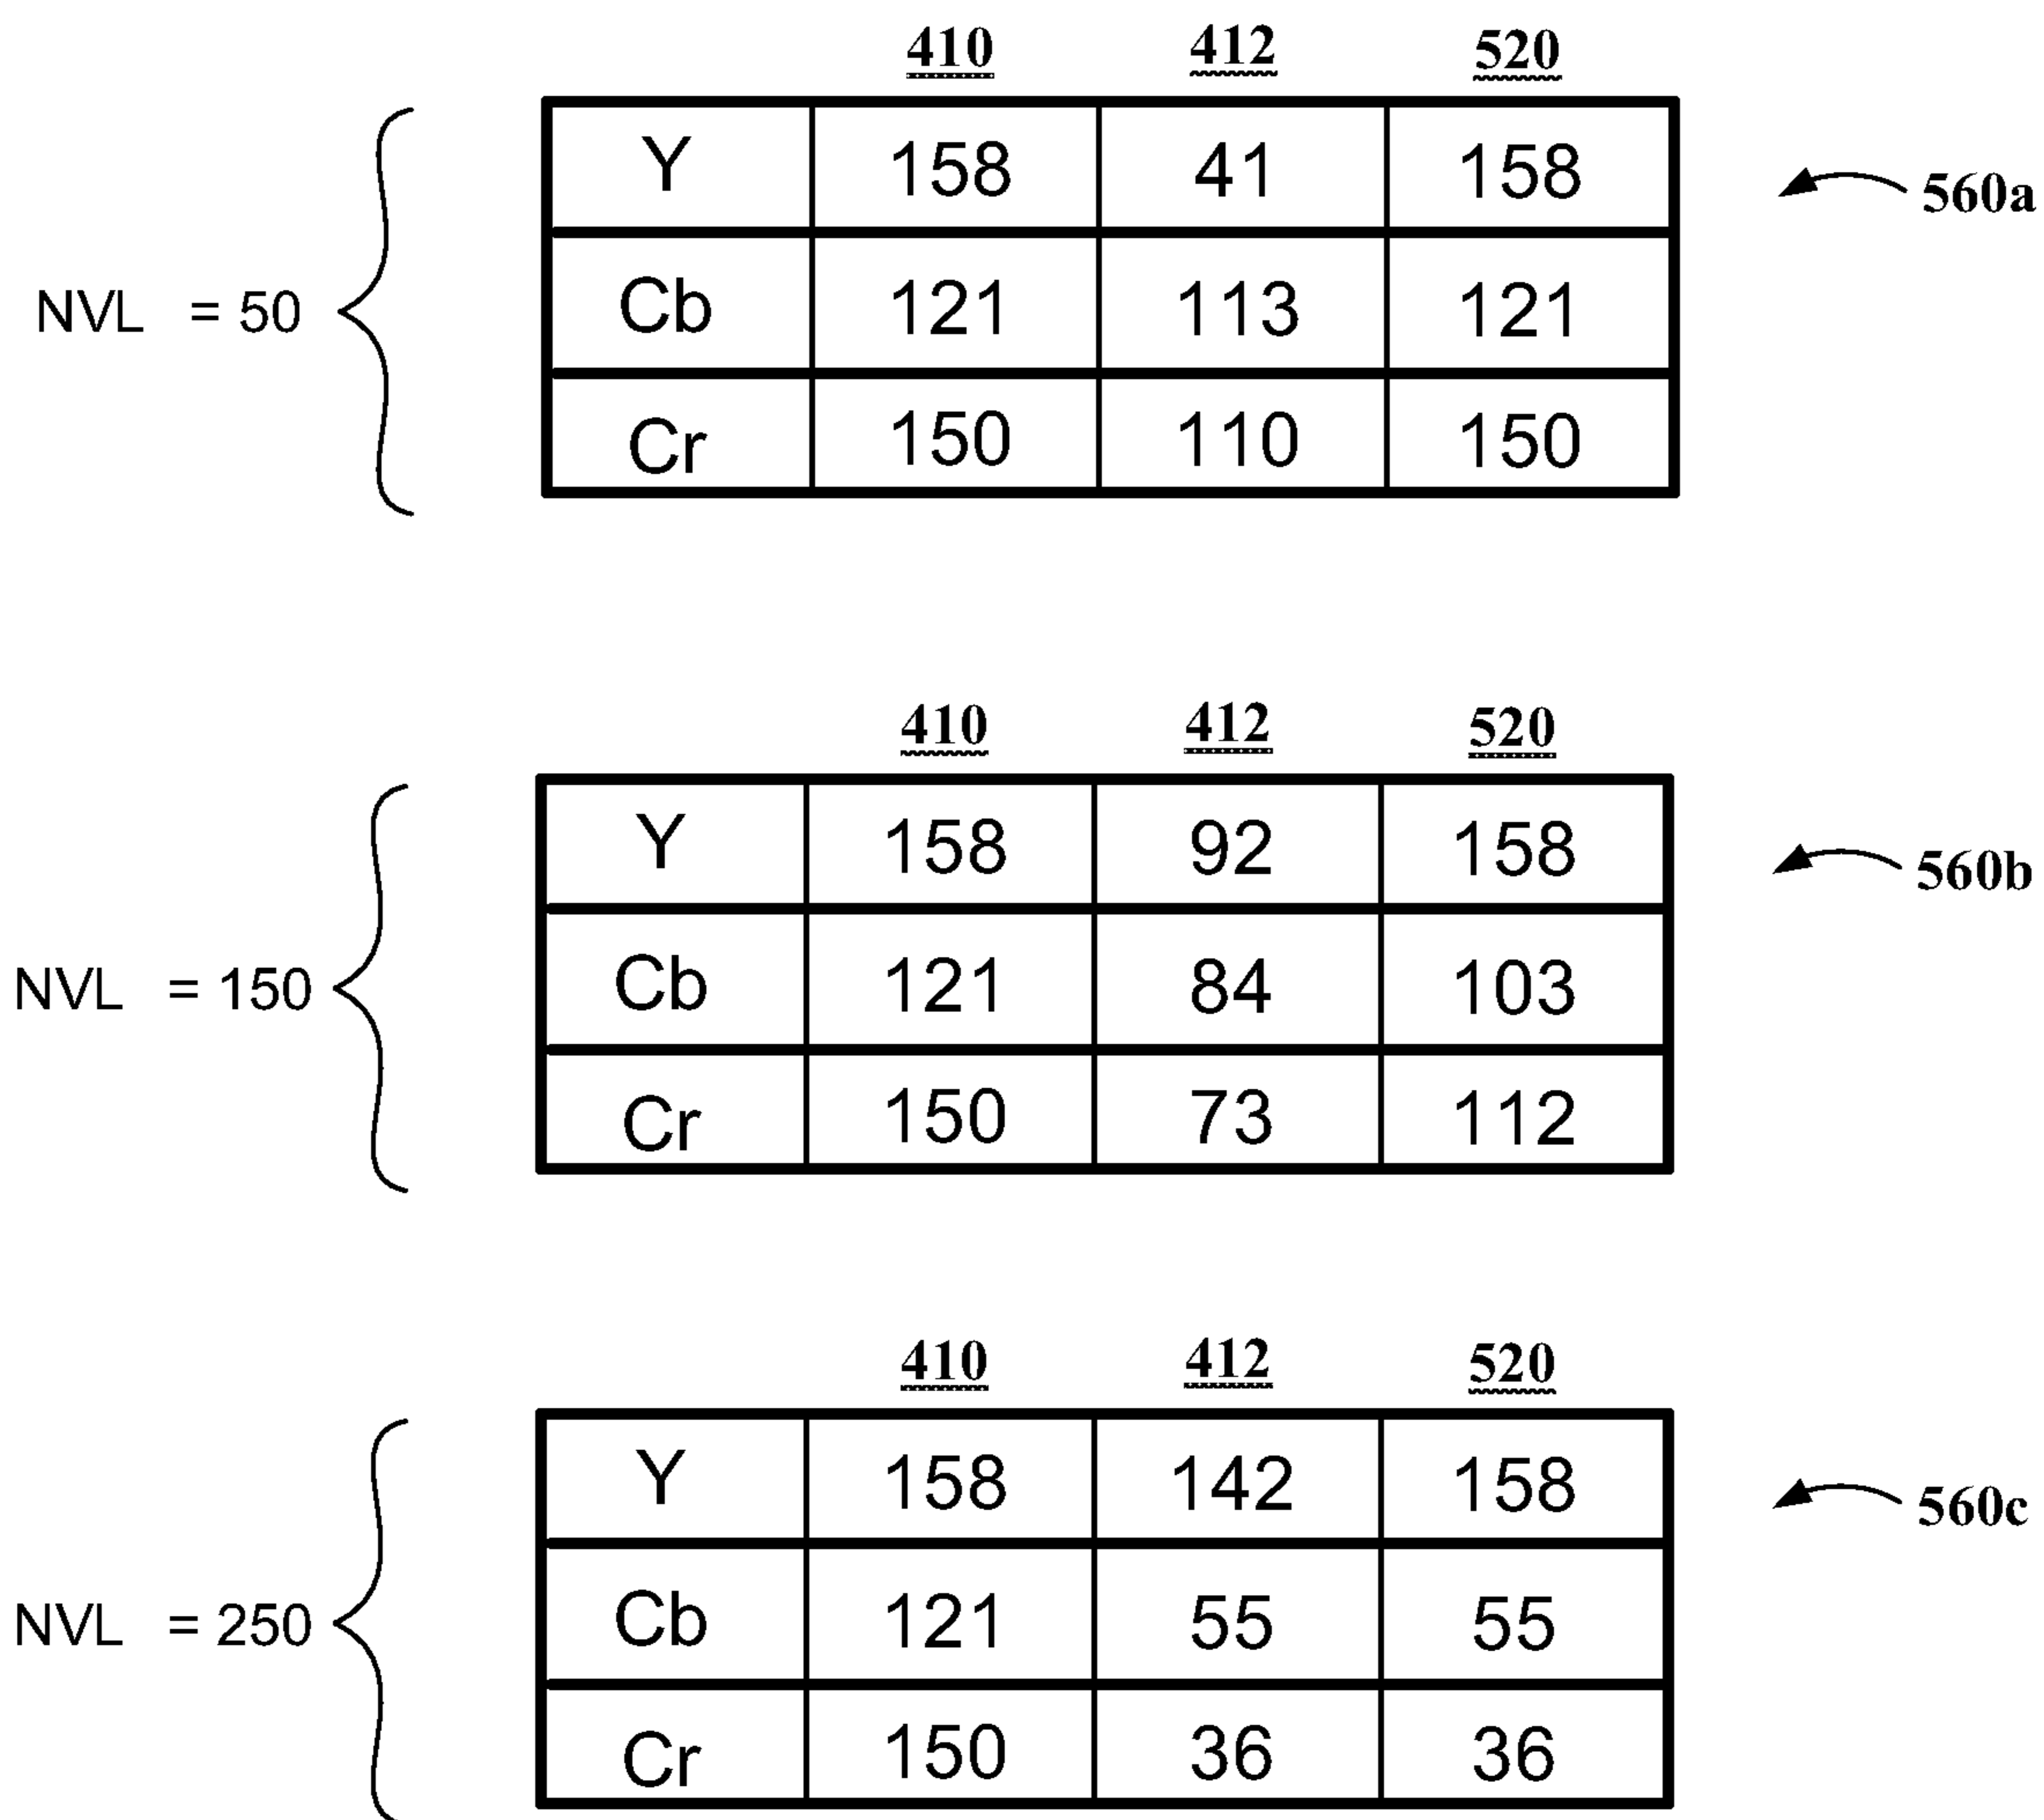 410 412 520
Y 158 41 158 560a
NVL = 50 Cb 121 113 121
Cr 150 110 150
410 412 520
Y 158 92 158 560b
NVL = 150 Cb 121 84 103
Cr 150 73 112
410 412 520
Y 158 142 158 560c
NVL = 250 Cb 121 55 55
Cr 150 36 36